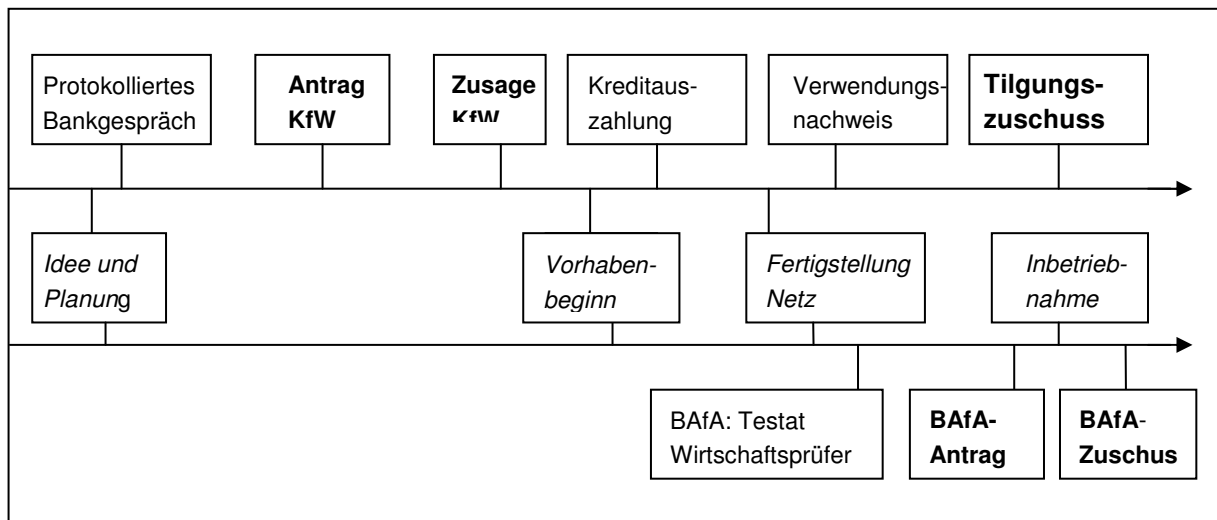 Protokolliertes
Bankgespräch
Antrag
KfW
Zusage
KfW
Kreditaus-
zahlung
Verwendungs-
nachweis
Tilgungs-
zuschuss
Idee und
Planung
Vorhaben-
beginn
Fertigstellung
Netz
Inbetrieb-
nahme
BAfA: Testat
Wirtschaftsprüfer
BAfA-
Antrag
BAfA-
Zuschus